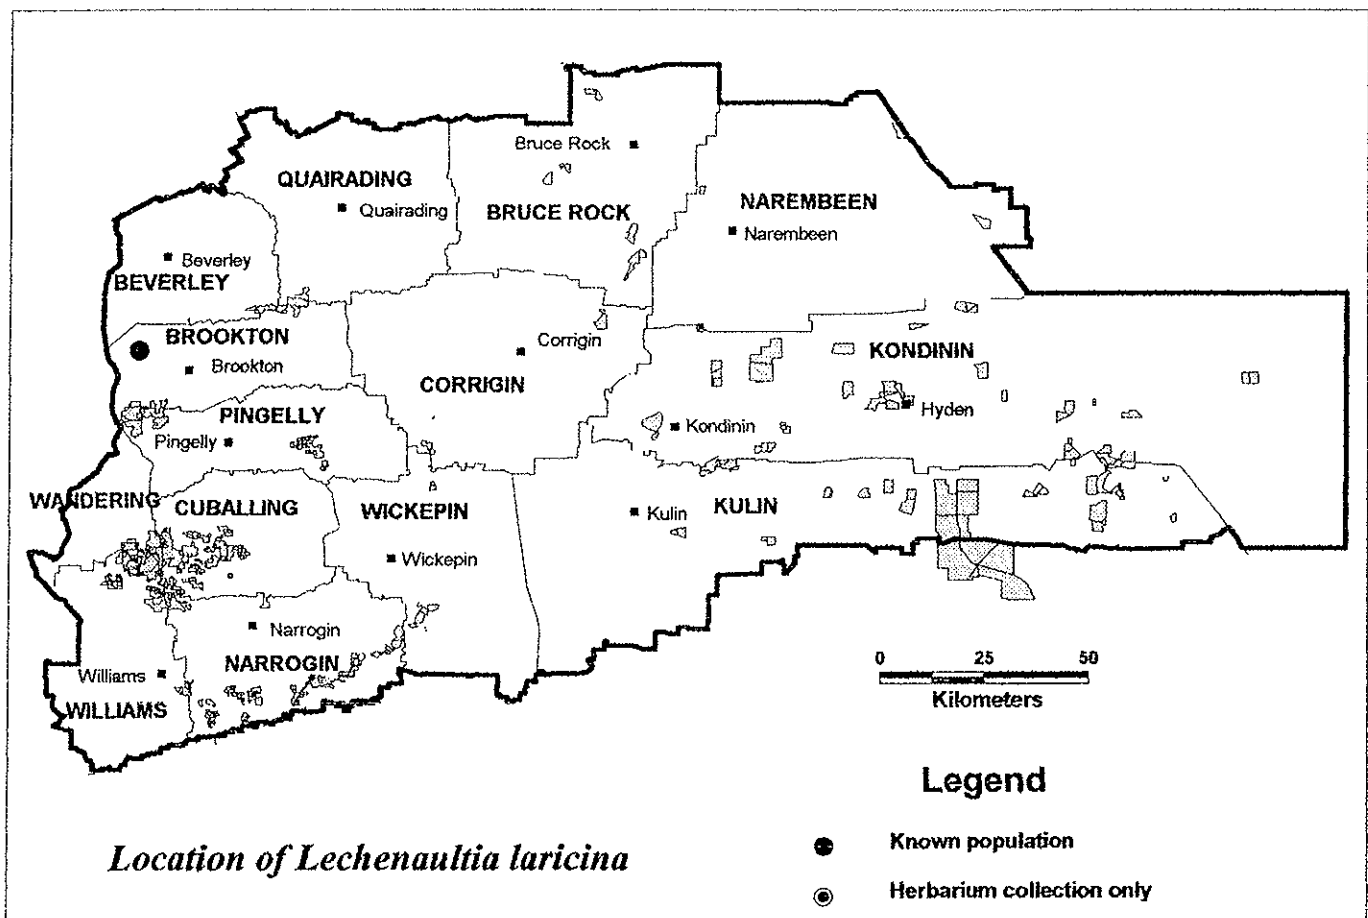 Bruce Rock
QUAIRADING
Quairading
BRUCE ROCK
NAREMBEEN
Narembeen
Beverley
BEVERLEY
BROOKTON
Brookton
Corrigin
CORRIGIN
KONDININ
Hyden
PINGELLY
Pingelly
Kondinin
WANDERING
CUBALLING
WICKEPIN
Wickepin
Kulin
KULIN
Narrogin
NARROGIN
Williams
WILLIAMS
0 25 50
Kilometers
Legend
Known population
Herbarium collection only
Location of Lechenaultia laricina